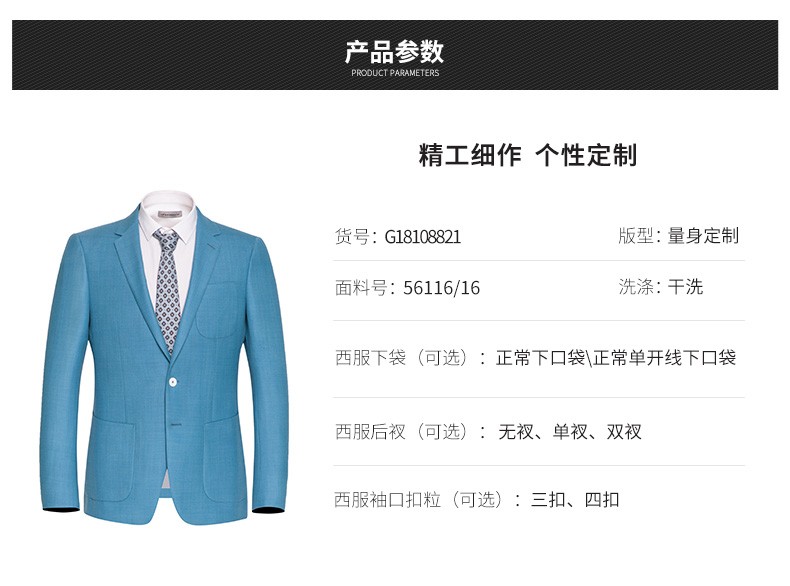 产品参数
PRODUCT PARAMETERS
精工细作 个性定制
货号：G18108821 版型：量身定制
面料号：56116/16 洗涤：干洗
西服下袋（可选）：正常下口袋\正常单开线下口袋
西服后衩（可选）：无衩、单衩、双衩
西服袖口扣粒（可选）：三扣、四扣